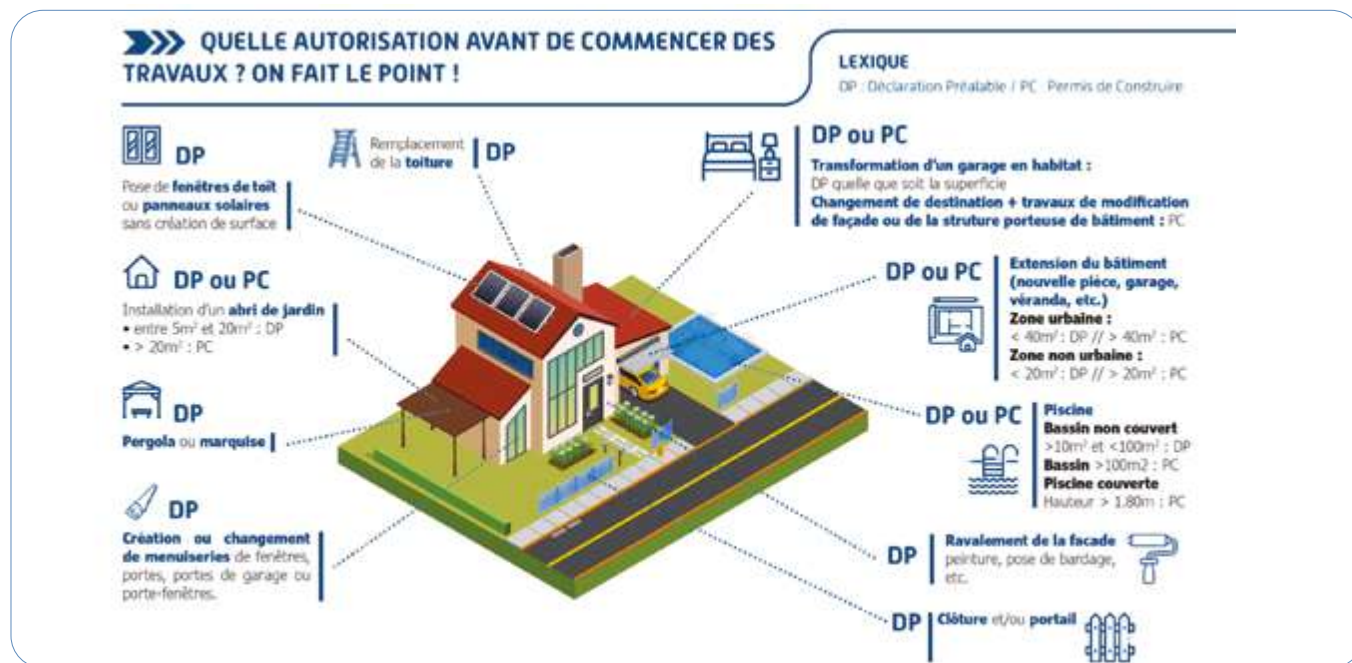 QUELLE AUTORISATION AVANT DE COMMENCER DES
TRAVAUX ? ON FAIT LE POINT !
LEXIQUE
DP : Déclaration Préalable / PC : Permis de Construire
DP
Pose de fenêtres de toit
ou panneaux solaires
sans création de surface
Remplacement
de la toiture
DP
DP ou PC
Transformation d'un garage en habitat :
DP quelle que soit la superficie
Changement de destination + travaux de modification
de façade ou de la struture porteuse de bâtiment : PC
DP ou PC
Installation d'un abri de jardin
• entre 5m² et 20m² : DP
• > 20m² : PC
DP ou PC
Extension du bâtiment
(nouvelle pièce, garage,
véranda, etc.)
Zone urbaine :
< 40m² : DP // > 40m² : PC
Zone non urbaine :
< 20m² : DP // > 20m² : PC
DP
Pergola ou marquise
DP ou PC
Piscine
Bassin non couvert
>10m² et <100m² : DP
Bassin >100m2 : PC
Piscine couverte
Hauteur > 1.80m : PC
DP
Création ou changement
de menuiseries de fenêtres,
portes, portes de garage ou
porte-fenêtres.
DP
Ravalement de la facade
peinture, pose de bardage,
etc.
DP
Clôture et/ou portail